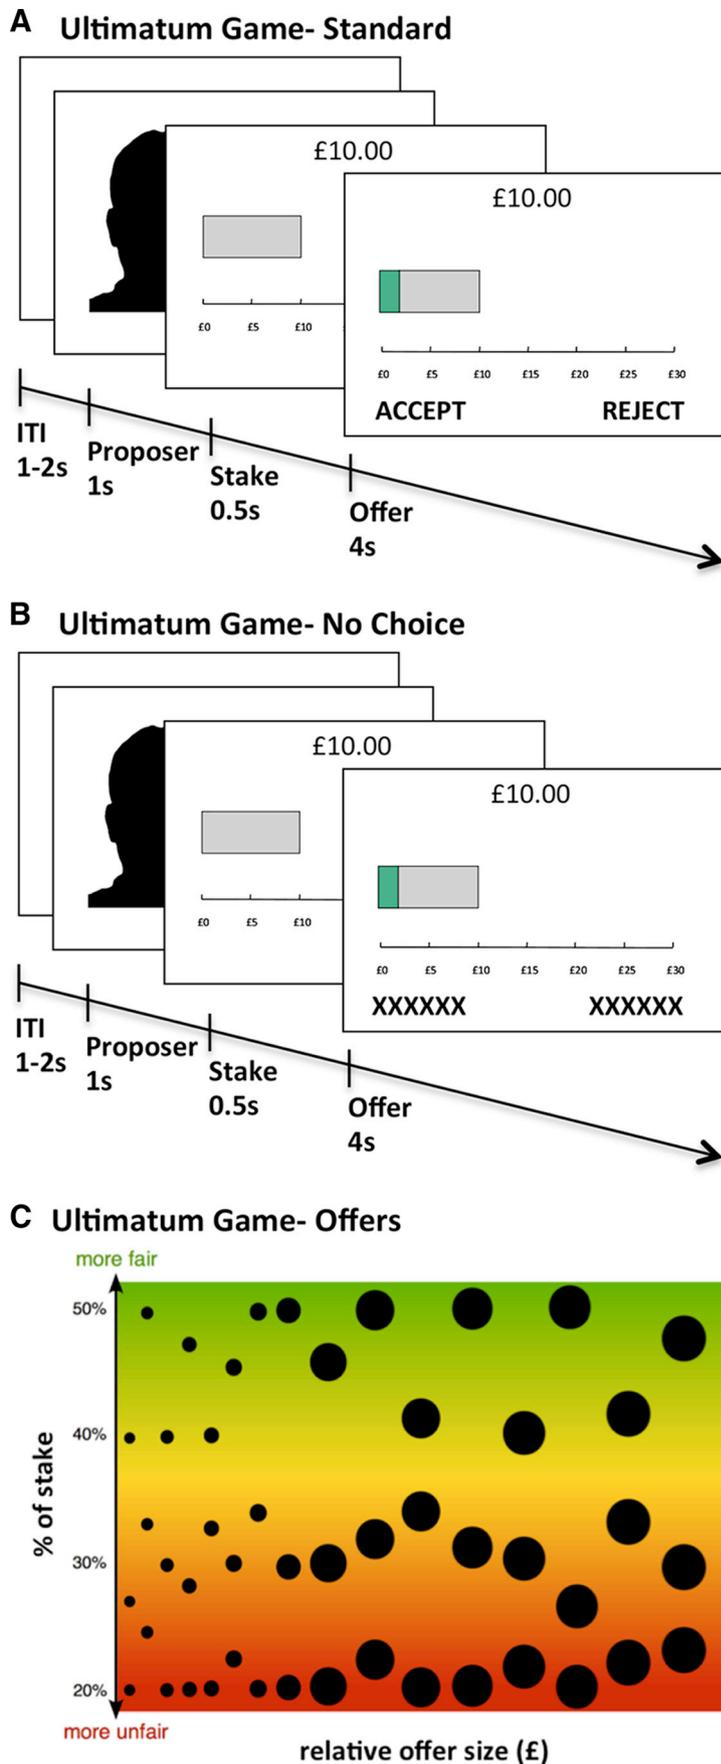 A Ultimatum Game- Standard
£10.00
£0 £5 £10
£10.00
£0 £5 £10 £15 £20 £25 £30
ACCEPT REJECT
ITI
1-2s
Proposer
1s
Stake
0.5s
Offer
4s
B Ultimatum Game- No Choice
£10.00
£0 £5 £10
£10.00
£0 £5 £10 £15 £20 £25 £30
XXXXXX XXXXXX
ITI
1-2s
Proposer
1s
Stake
0.5s
Offer
4s
C Ultimatum Game- Offers
more fair
50%
40%
30%
20%
% of stake
more unfair
relative offer size (£)